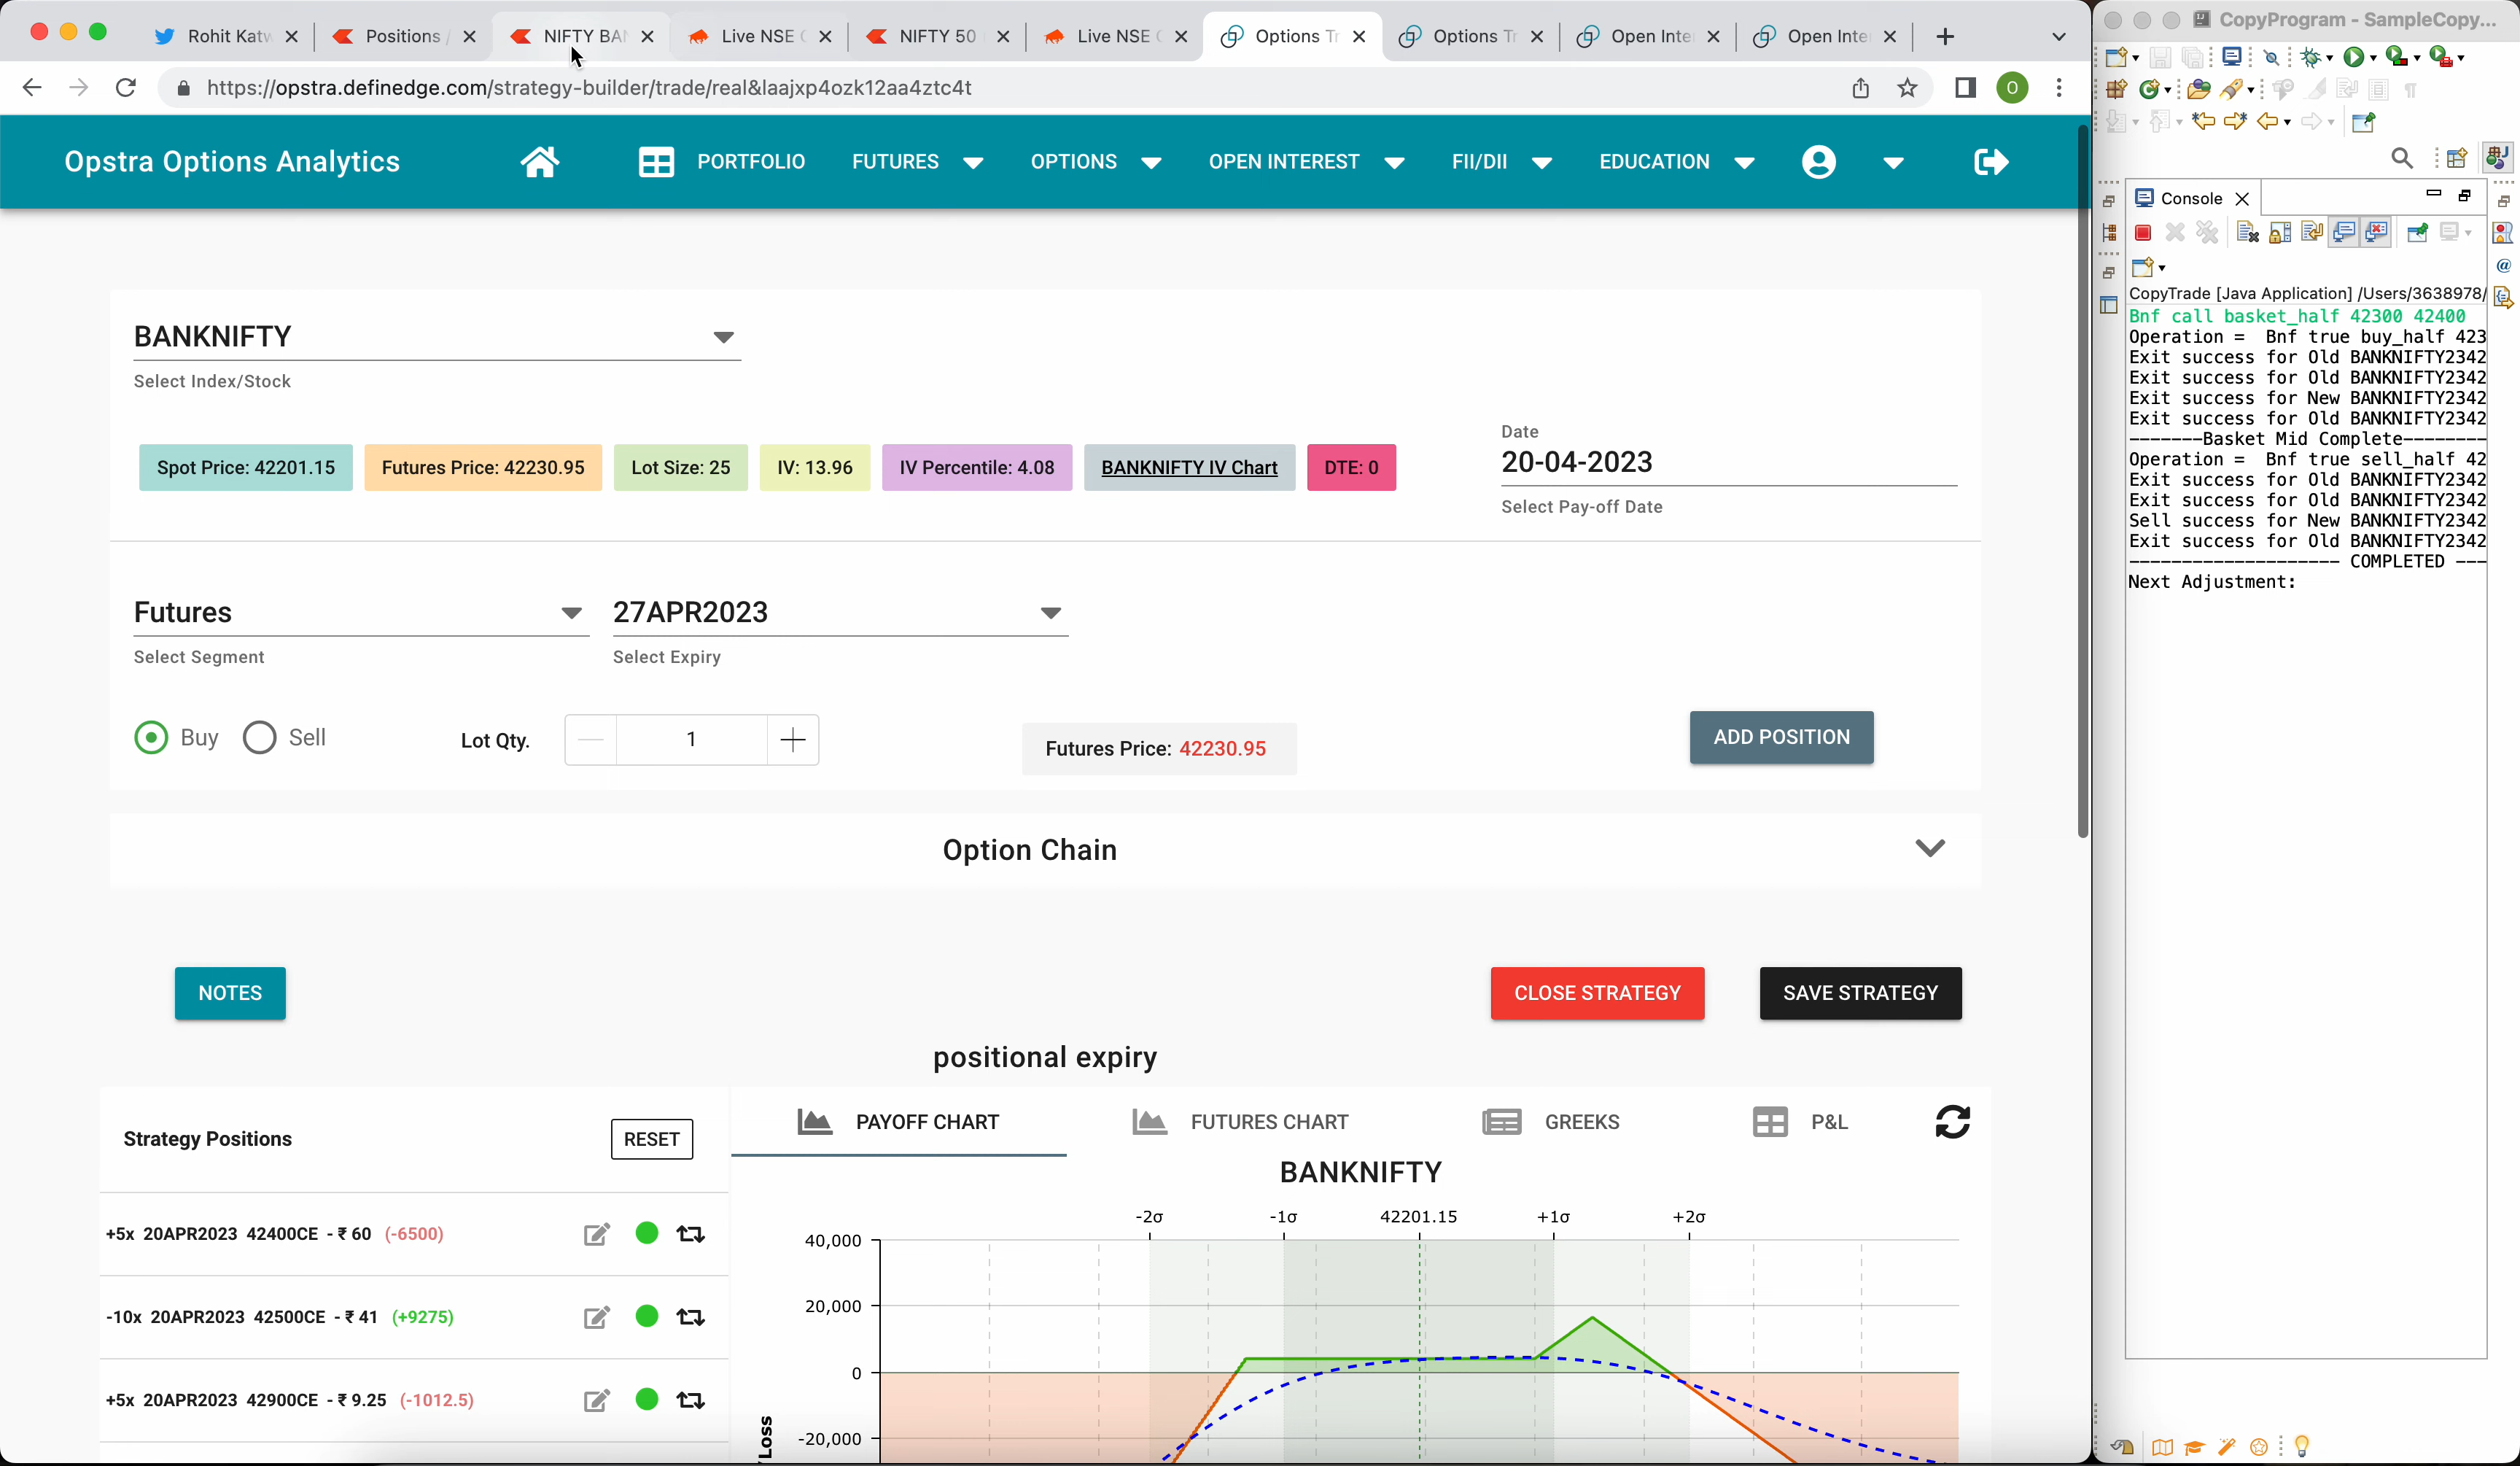 Rohit Katw
Positions /
NIFTY BAN
Live NSE C
NIFTY 50
Live NSE C
Options Tr
Options Tr
Open Inte
Open Inte
CopyProgram - SampleCopy...
https://opstra.definedge.com/strategy-builder/trade/real&laajxp4ozk12aa4ztc4t
O
Opstra Options Analytics
PORTFOLIO
FUTURES
OPTIONS
OPEN INTEREST
FII/DII
EDUCATION
BANKNIFTY
Select Index/Stock
Spot Price: 42201.15
Futures Price: 42230.95
Lot Size: 25
IV: 13.96
IV Percentile: 4.08
BANKNIFTY IV Chart
DTE: 0
Date
20-04-2023
Select Pay-off Date
Futures
Select Segment
27APR2023
Select Expiry
Buy
Sell
Lot Qty.
1
Futures Price: 42230.95
ADD POSITION
Option Chain
NOTES
CLOSE STRATEGY
SAVE STRATEGY
positional expiry
Strategy Positions
RESET
+5x 20APR2023 42400CE - ₹ 60 (-6500)
-10x 20APR2023 42500CE - ₹ 41 (+9275)
+5x 20APR2023 42900CE - ₹ 9.25 (-1012.5)
PAYOFF CHART
FUTURES CHART
GREEKS
P&L
BANKNIFTY
-2σ
-1σ
42201.15
+1σ
+2σ
40,000
20,000
0
-20,000
Loss
Console
CopyTrade [Java Application] /Users/3638978/
Bnf call basket_half 42300 42400
Operation = Bnf true buy_half 423
Exit success for Old BANKNIFTY2342
Exit success for Old BANKNIFTY2342
Exit success for New BANKNIFTY2342
Exit success for Old BANKNIFTY2342
-------Basket Mid Complete--------
Operation = Bnf true sell_half 42
Exit success for Old BANKNIFTY2342
Exit success for Old BANKNIFTY2342
Sell success for New BANKNIFTY2342
Exit success for Old BANKNIFTY2342
-------------------- COMPLETED ---
Next Adjustment: